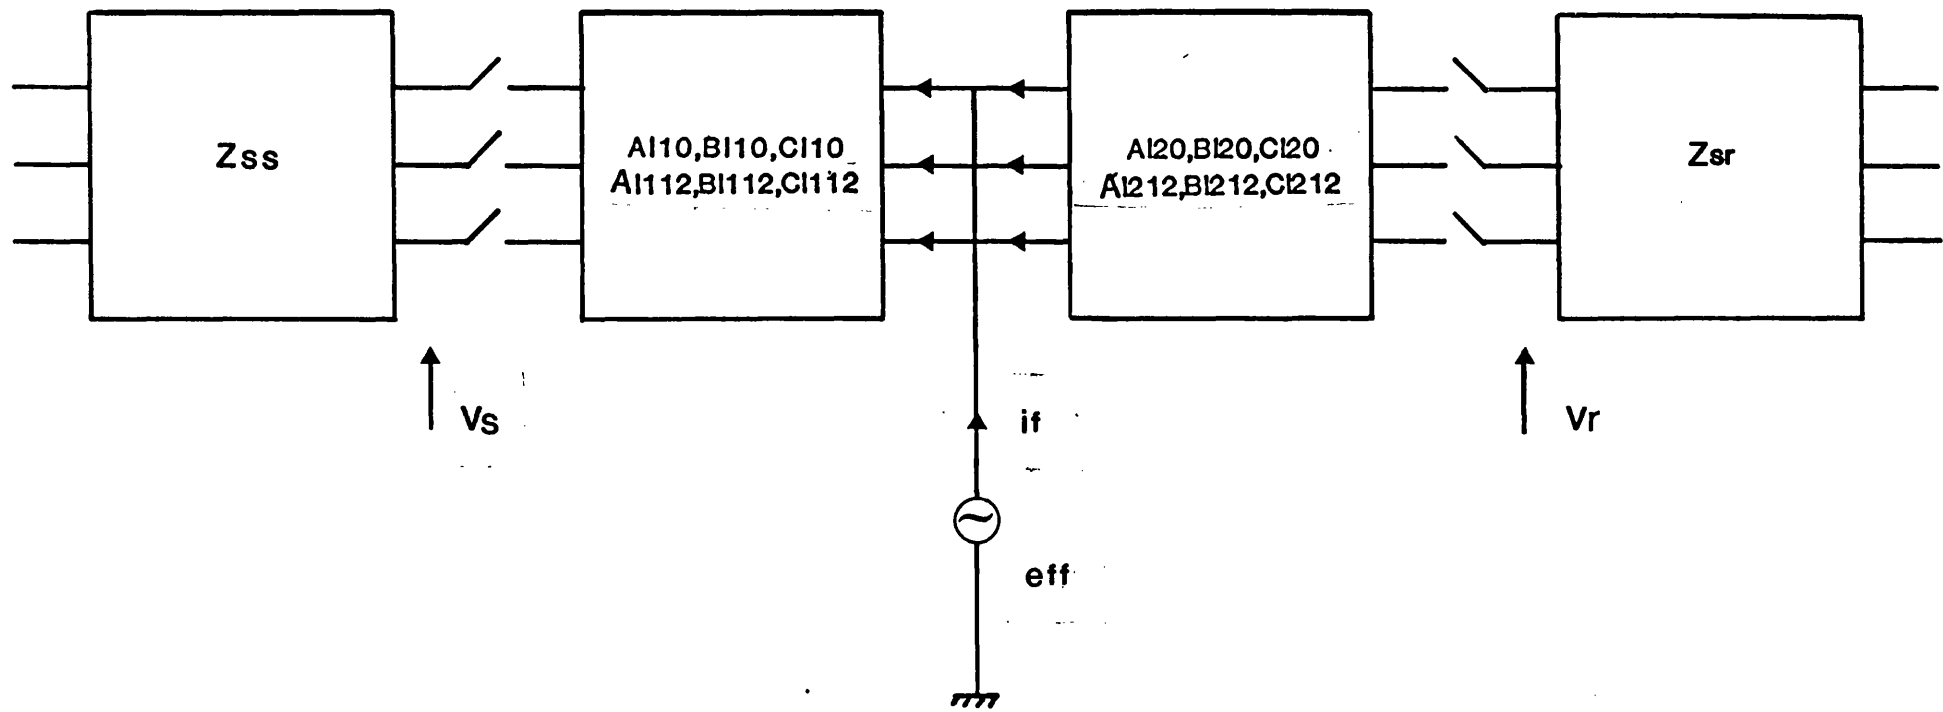 Zss
Al10,Bl10,Cl10
Al112,Bl112,Cl112
Al20,Bl20,Cl20
Al212,Bl212,Cl212
Zsr
Vs
if
Vr
eff